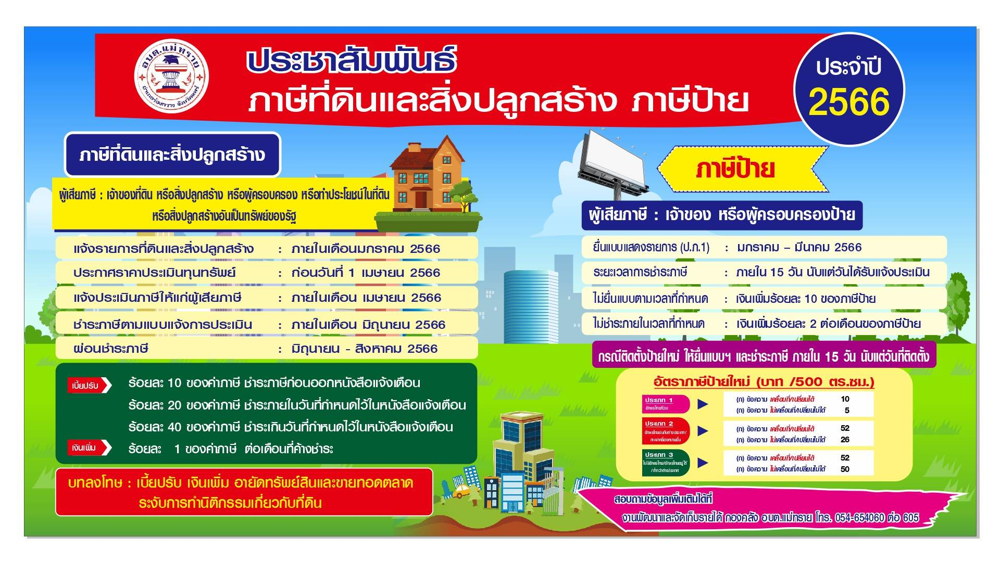 อบต.แม่ทราย
อำเภอร้องกวาง จังหวัดแพร่
ประชาสัมพันธ์
ภาษีที่ดินและสิ่งปลูกสร้าง ภาษีป้าย
ประจำปี
2566
ภาษีที่ดินและสิ่งปลูกสร้าง
ผู้เสียภาษี : เจ้าของที่ดิน หรือสิ่งปลูกสร้าง หรือผู้ครอบครอง หรือทำประโยชน์ในที่ดิน
หรือสิ่งปลูกสร้างอันเป็นทรัพย์ของรัฐ
แจ้งรายการที่ดินและสิ่งปลูกสร้าง : ภายในเดือนมกราคม 2566
ประกาศราคาประเมินทุนทรัพย์ : ก่อนวันที่ 1 เมษายน 2566
แจ้งประเมินภาษีให้แก่ผู้เสียภาษี : ภายในเดือน เมษายน 2566
ชำระภาษีตามแบบแจ้งการประเมิน : ภายในเดือน มิถุนายน 2566
ผ่อนชำระภาษี : มิถุนายน - สิงหาคม 2566
เบี้ยปรับ ร้อยละ 10 ของค่าภาษี ชำระภาษีก่อนออกหนังสือแจ้งเตือน
ร้อยละ 20 ของค่าภาษี ชำระภายในวันที่กำหนดไว้ในหนังสือแจ้งเตือน
ร้อยละ 40 ของค่าภาษี ชำระเกินวันที่กำหนดไว้ในหนังสือแจ้งเตือน
เงินเพิ่ม ร้อยละ 1 ของค่าภาษี ต่อเดือนที่ค้างชำระ
บทลงโทษ : เบี้ยปรับ เงินเพิ่ม อายัดทรัพย์สินและขายทอดตลาด
ระงับการทำนิติกรรมเกี่ยวกับที่ดิน
ภาษีป้าย
ผู้เสียภาษี : เจ้าของ หรือผู้ครอบครองป้าย
ยื่นแบบแสดงรายการ (ป.ภ.1) : มกราคม – มีนาคม 2566
ระยะเวลาการชำระภาษี : ภายใน 15 วัน นับแต่วันได้รับแจ้งประเมิน
ไม่ยื่นแบบตามเวลาที่กำหนด : เงินเพิ่มร้อยละ 10 ของภาษีป้าย
ไม่ชำระภายในเวลาที่กำหนด : เงินเพิ่มร้อยละ 2 ต่อเดือนของภาษีป้าย
กรณีติดตั้งป้ายใหม่ ให้ยื่นแบบฯ และชำระภาษี ภายใน 15 วัน นับแต่วันที่ติดตั้ง
อัตราภาษีป้ายใหม่ (บาท /500 ตร.ซม.)
ประเภท 1
อักษรไทยล้วน
(ก) ข้อความ เคลื่อนที่/เปลี่ยนได้ 10
(ก) ข้อความ ไม่เคลื่อนที่/เปลี่ยนไม่ได้ 5
ประเภท 2
อักษรไทยปนกับต่างประเทศ/
ภาพ/เครื่องหมายอื่น
(ก) ข้อความ เคลื่อนที่/เปลี่ยนได้ 52
(ก) ข้อความ ไม่เคลื่อนที่/เปลี่ยนไม่ได้ 26
ประเภท 3
ไม่มีอักษรไทย/อักษรไทยอยู่ใต้
/ต่ำกว่าต่างประเทศ
(ก) ข้อความ เคลื่อนที่/เปลี่ยนได้ 52
(ก) ข้อความ ไม่เคลื่อนที่/เปลี่ยนไม่ได้ 50
สอบถามข้อมูลเพิ่มเติมได้ที่
งานพัฒนาและจัดเก็บรายได้ กองคลัง อบต.แม่ทราย โทร. 054-654060 ต่อ 605